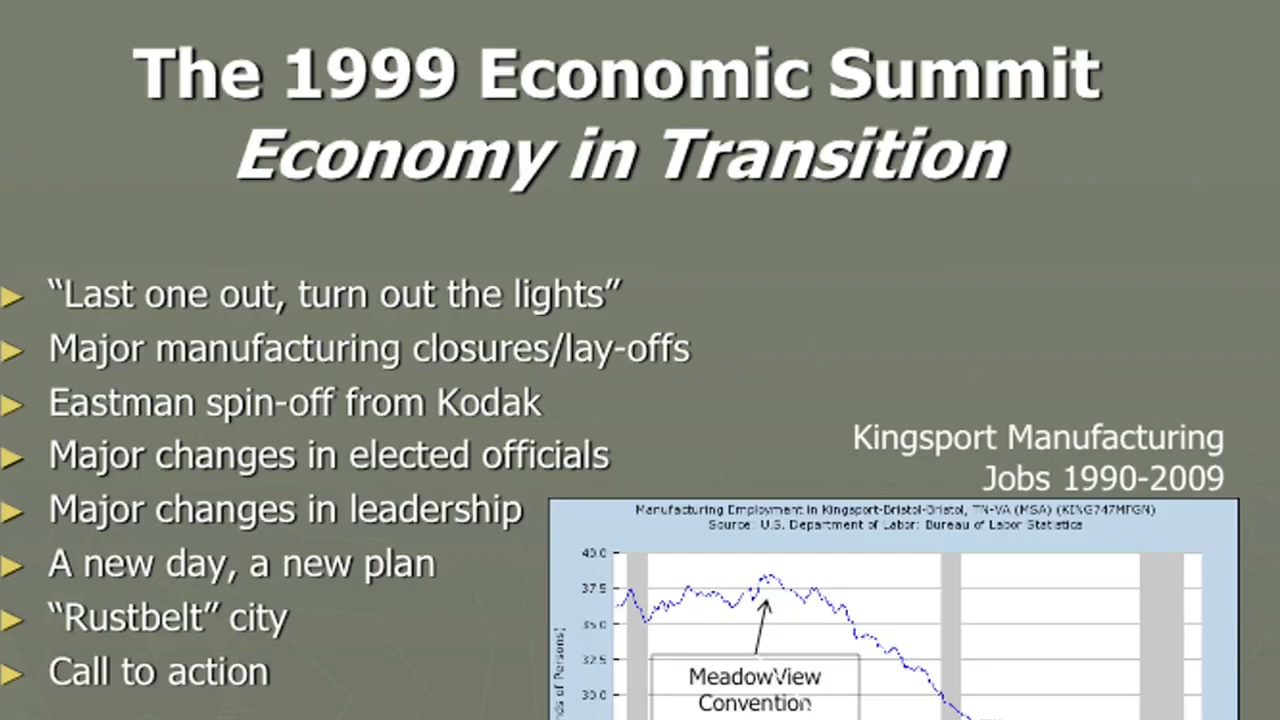 The 1999 Economic Summit
Economy in Transition
“Last one out, turn out the lights”
Major manufacturing closures/lay-offs
Eastman spin-off from Kodak
Major changes in elected officials
Major changes in leadership
A new day, a new plan
“Rustbelt” city
Call to action
Kingsport Manufacturing
Jobs 1990-2009
Manufacturing Employment in Kingsport-Bristol-Bristol, TN-VA (MSA) (KING747MFGN)
Source: U.S. Department of Labor: Bureau of Labor Statistics
40.0
37.5
35.0
32.5
30.0
of Persons)
MeadowView
Convention